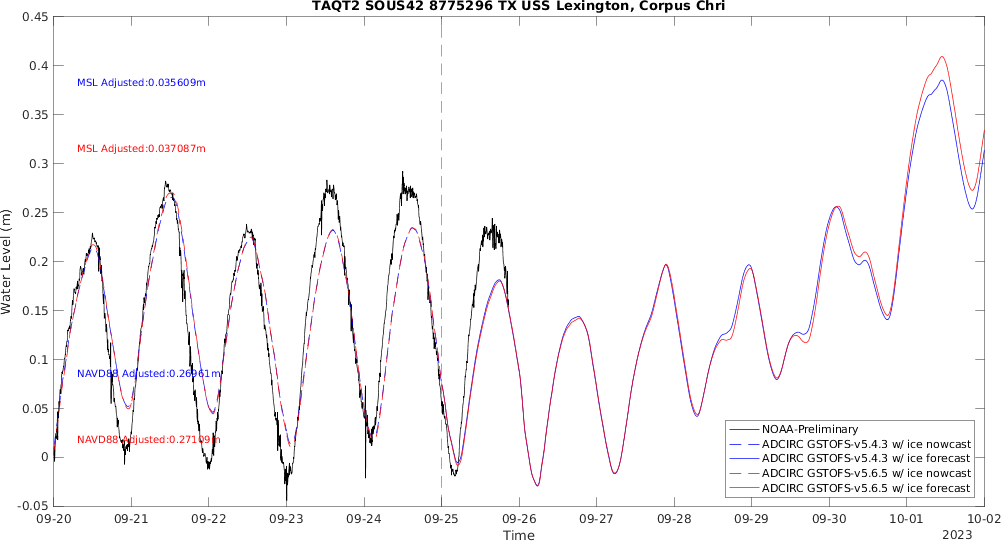 TAQT2 SOUS42 8775296 TX USS Lexington, Corpus Chri
0.45
0.4
0.35
0.3
0.25
0.2
0.15
0.1
0.05
0
-0.05
Water Level (m)
MSL Adjusted:0.035609m
MSL Adjusted:0.037087m
NAVD88 Adjusted:0.26961m
NAVD88 Adjusted:0.27109m
NOAA-Preliminary
ADCIRC GSTOFS-v5.4.3 w/ ice nowcast
ADCIRC GSTOFS-v5.4.3 w/ ice forecast
ADCIRC GSTOFS-v5.6.5 w/ ice nowcast
ADCIRC GSTOFS-v5.6.5 w/ ice forecast
09-20 09-21 09-22 09-23 09-24 09-25 09-26 09-27 09-28 09-29 09-30 10-01 10-02
Time
2023